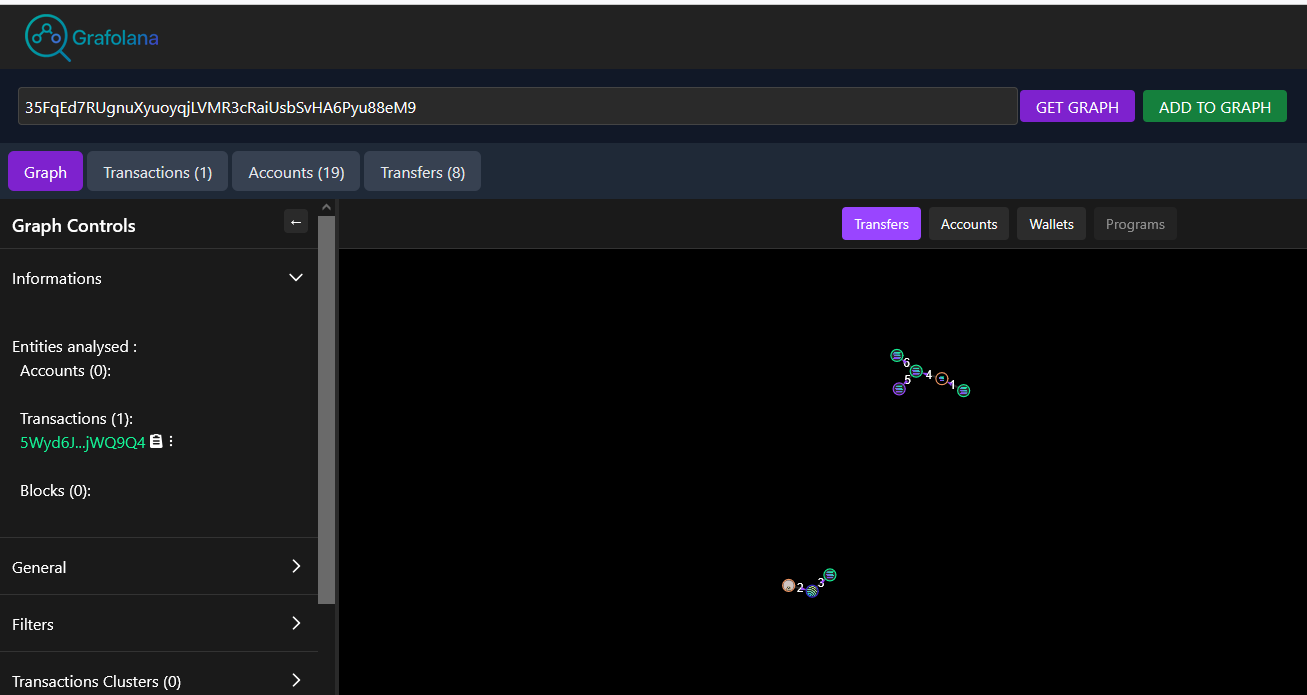 Grafolana
35FqEd7RUgnuXyuoyqjLVMR3cRaiUsbSvHA6Pyu88eM9
GET GRAPH
ADD TO GRAPH
Graph
Transactions (1)
Accounts (19)
Transfers (8)
Graph Controls
←
Transfers
Accounts
Wallets
Programs
Informations
Entities analysed :
Accounts (0):
Transactions (1):
5Wyd6J...jWQ9Q4
Blocks (0):
General
Filters
Transactions Clusters (0)
6
5
4
1
2
3